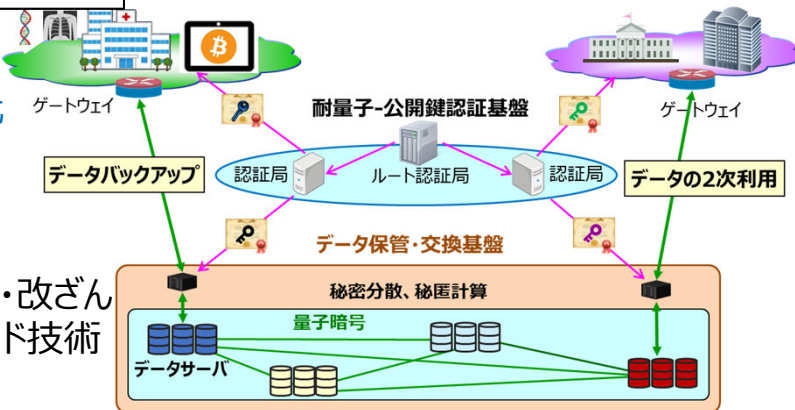 ゲートウェイ
耐量子-公開鍵認証基盤
ゲートウェイ
データバックアップ
認証局
ルート認証局
認証局
データの2次利用
データ保管・交換基盤
・改ざん
ド技術
秘密分散、秘匿計算
量子暗号
データサーバ